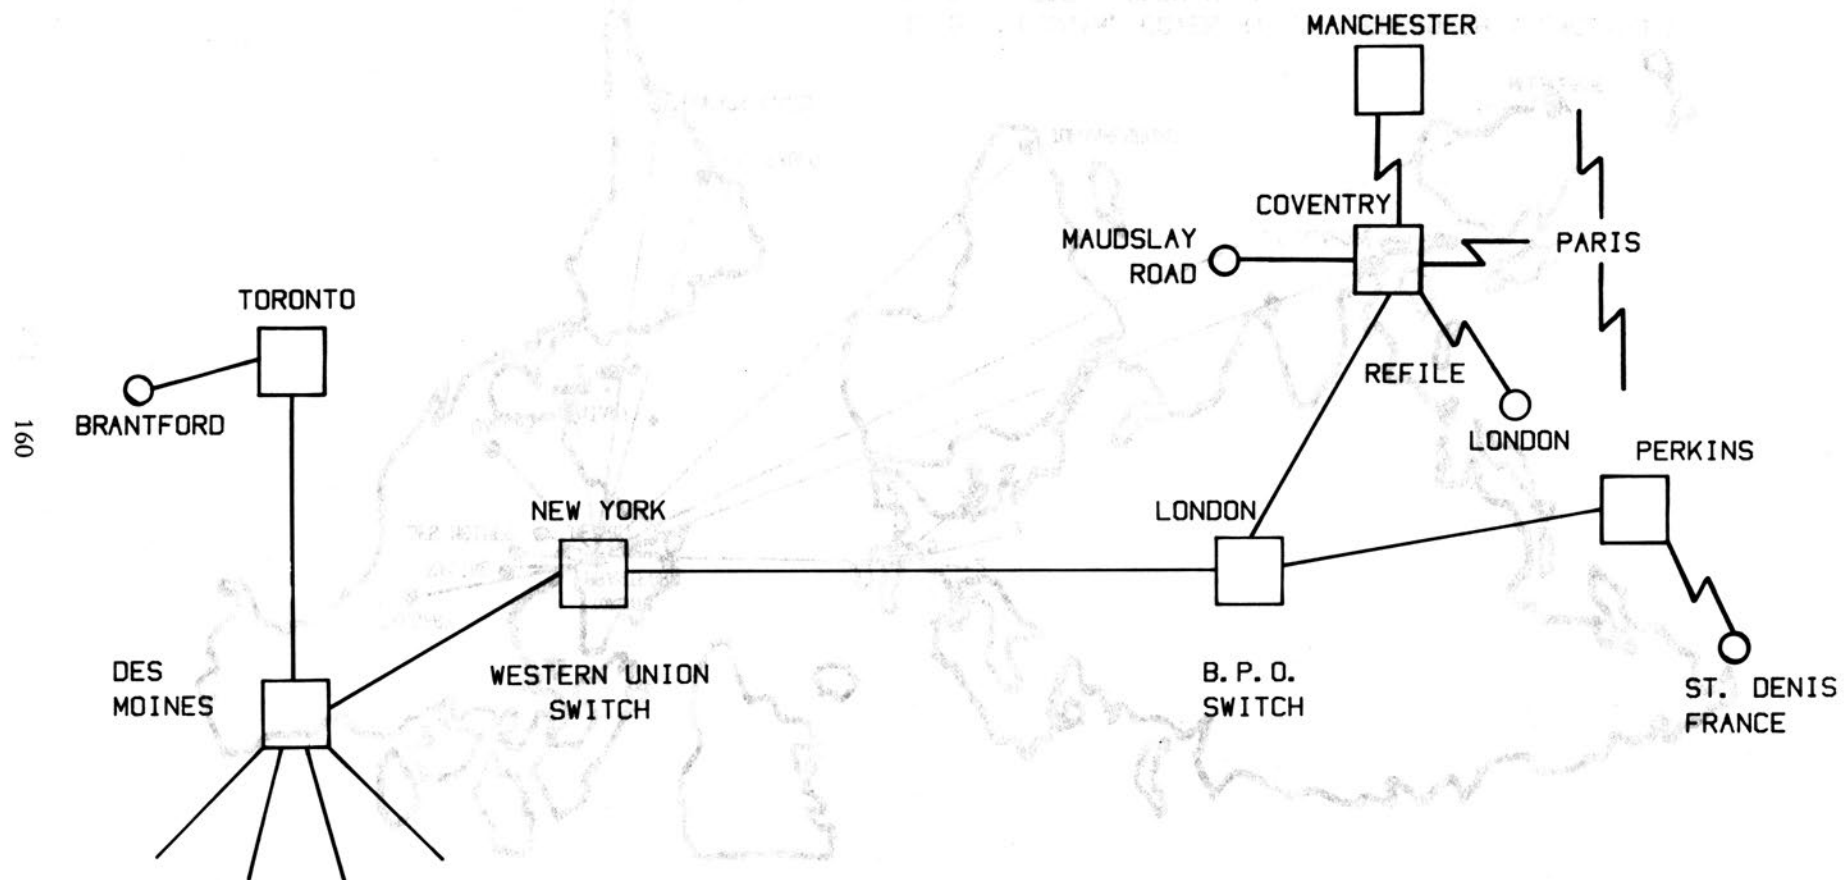 MANCHESTER
COVENTRY
MAUDSLAY
ROAD
PARIS
TORONTO
REFILE
BRANTFORD
LONDON
PERKINS
160
NEW YORK
LONDON
DES
MOINES
WESTERN UNION
SWITCH
B.P.O.
SWITCH
ST. DENIS
FRANCE